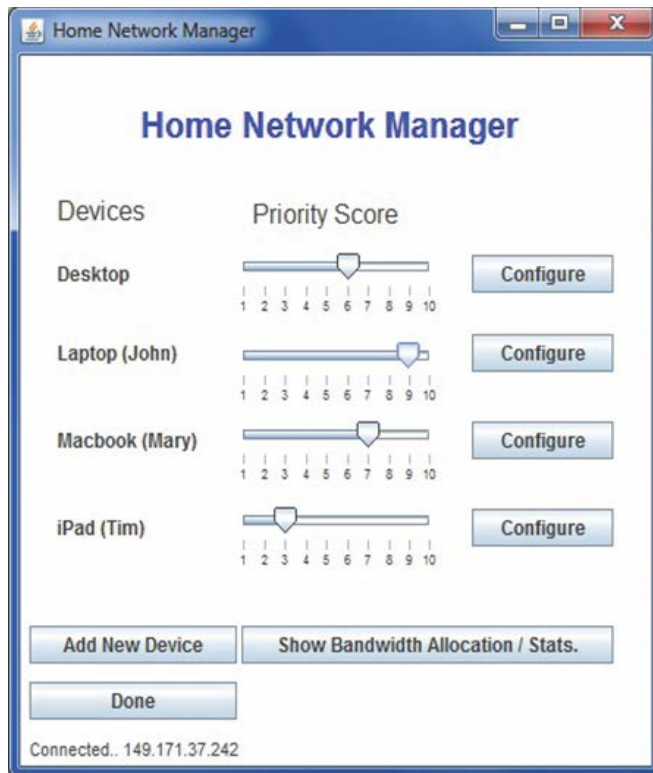 Home Network Manager
Home Network Manager
Devices Priority Score
Desktop Configure
1 2 3 4 5 6 7 8 9 10
Laptop (John) Configure
1 2 3 4 5 6 7 8 9 10
Macbook (Mary) Configure
1 2 3 4 5 6 7 8 9 10
iPad (Tim) Configure
1 2 3 4 5 6 7 8 9 10
Add New Device Show Bandwidth Allocation / Stats.
Done
Connected.. 149.171.37.242